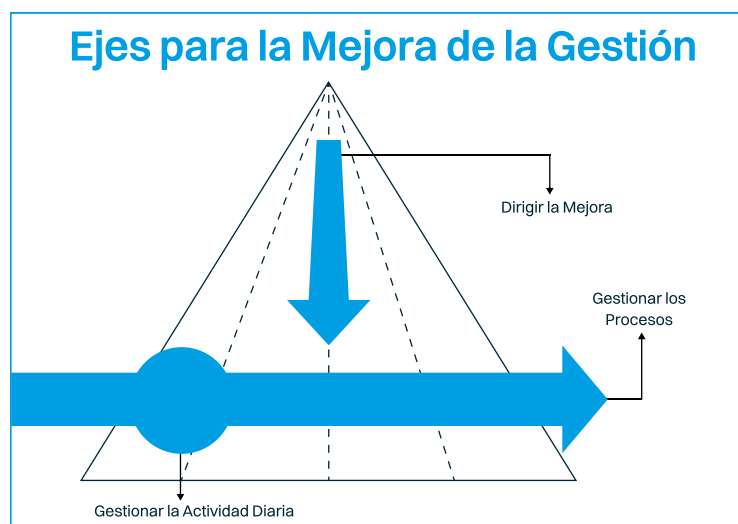 Ejes para la Mejora de la Gestión
Dirigir la Mejora
Gestionar los
Procesos
Gestionar la Actividad Diaria